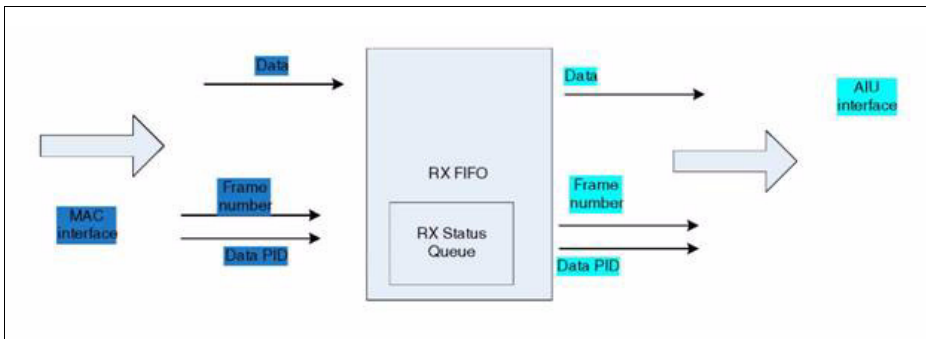 Data
Data
AIU
interface
RX FIFO
Frame
number
Frame
number
MAC
interface
RX Status
Queue
Data PID
Data PID